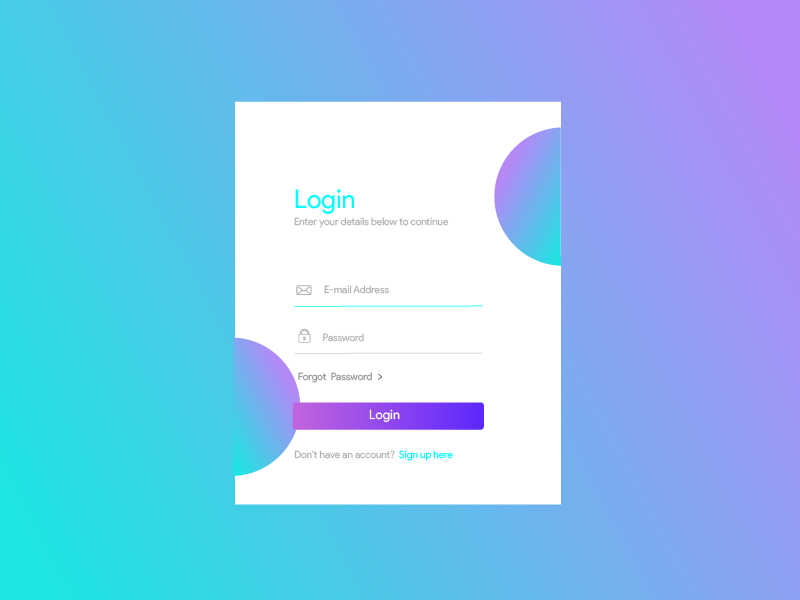 Login
Enter your details below to continue
E-mail Address
Password
Forgot Password >
Login
Don't have an account? Sign up here